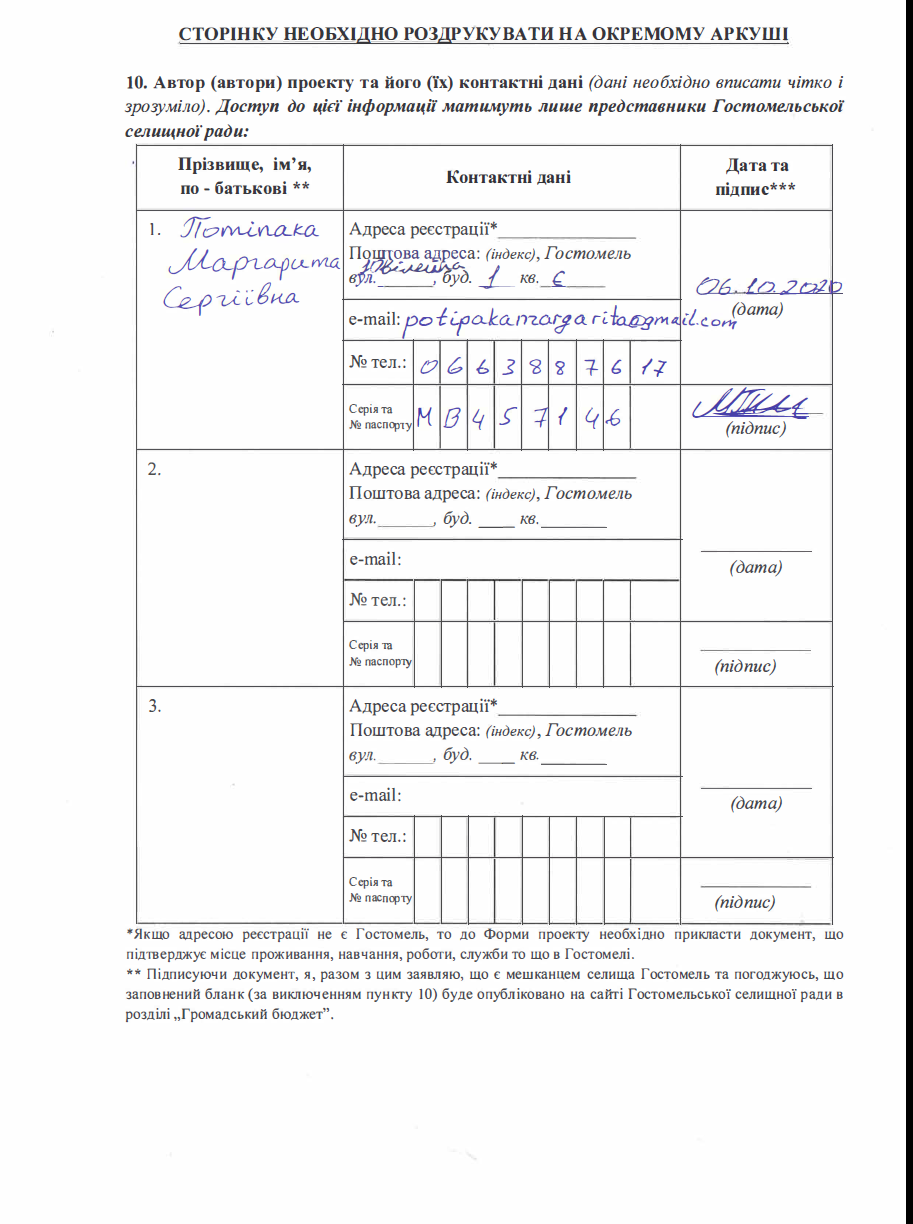 СТОРІНКУ НЕОБХІДНО РОЗДРУКУВАТИ НА ОКРЕМОМУ АРКУШІ
10. Автор (автори) проекту та його (їх) контактні дані (дані необхідно вписати чітко і
зрозуміло). Доступ до цієї інформації матимуть лише представники Гостомельської
селищної ради:
Прізвище, ім’я,
по - батькові **
Контактні дані
Дата та
підпис***
1. Потіпака
Маргарита
Сергіївна
Адреса реєстрації*
Поштова адреса: (індекс), Гостомель
вул. Ювілейна, буд. 1 кв. Є
e-mail: potipakamargarita@gmail.com
№ тел.: 0 6 6 3 8 8 7 6 17
Серія та
№ паспорту М В 4 5 7 1 4 6
06.10.2020
(дата)
(підпис)
2.
Адреса реєстрації*
Поштова адреса: (індекс), Гостомель
вул.______, буд. ____ кв.
e-mail:
№ тел.:
Серія та
№ паспорту
(дата)
(підпис)
3.
Адреса реєстрації*
Поштова адреса: (індекс), Гостомель
вул.______, буд. ____ кв.
e-mail:
№ тел.:
Серія та
№ паспорту
(дата)
(підпис)
*Якщо адресою реєстрації не є Гостомель, то до Форми проекту необхідно прикласти документ, що
підтверджує місце проживання, навчання, роботи, служби то що в Гостомелі.
** Підписуючи документ, я, разом з цим заявляю, що є мешканцем селища Гостомель та погоджуюсь, що
заповнений бланк (за виключенням пункту 10) буде опубліковано на сайті Гостомельської селищної ради в
розділі „Громадський бюджет”.